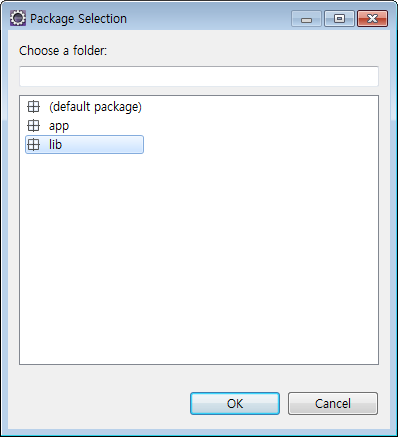 Package Selection
Choose a folder:
(default package)
app
lib
OK
Cancel